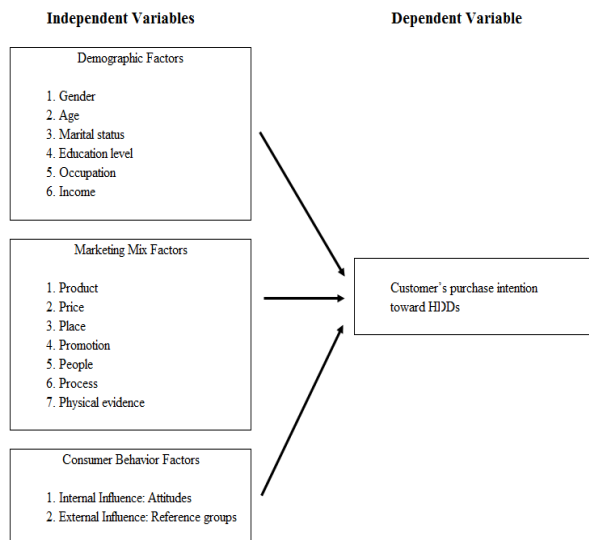 Independent Variables
Dependent Variable
Demographic Factors
1. Gender
2. Age
3. Marital status
4. Education level
5. Occupation
6. Income
Marketing Mix Factors
1. Product
2. Price
3. Place
4. Promotion
5. People
6. Process
7. Physical evidence
Customer's purchase intention
toward HDDs
Consumer Behavior Factors
1. Internal Influence: Attitudes
2. External Influence: Reference groups